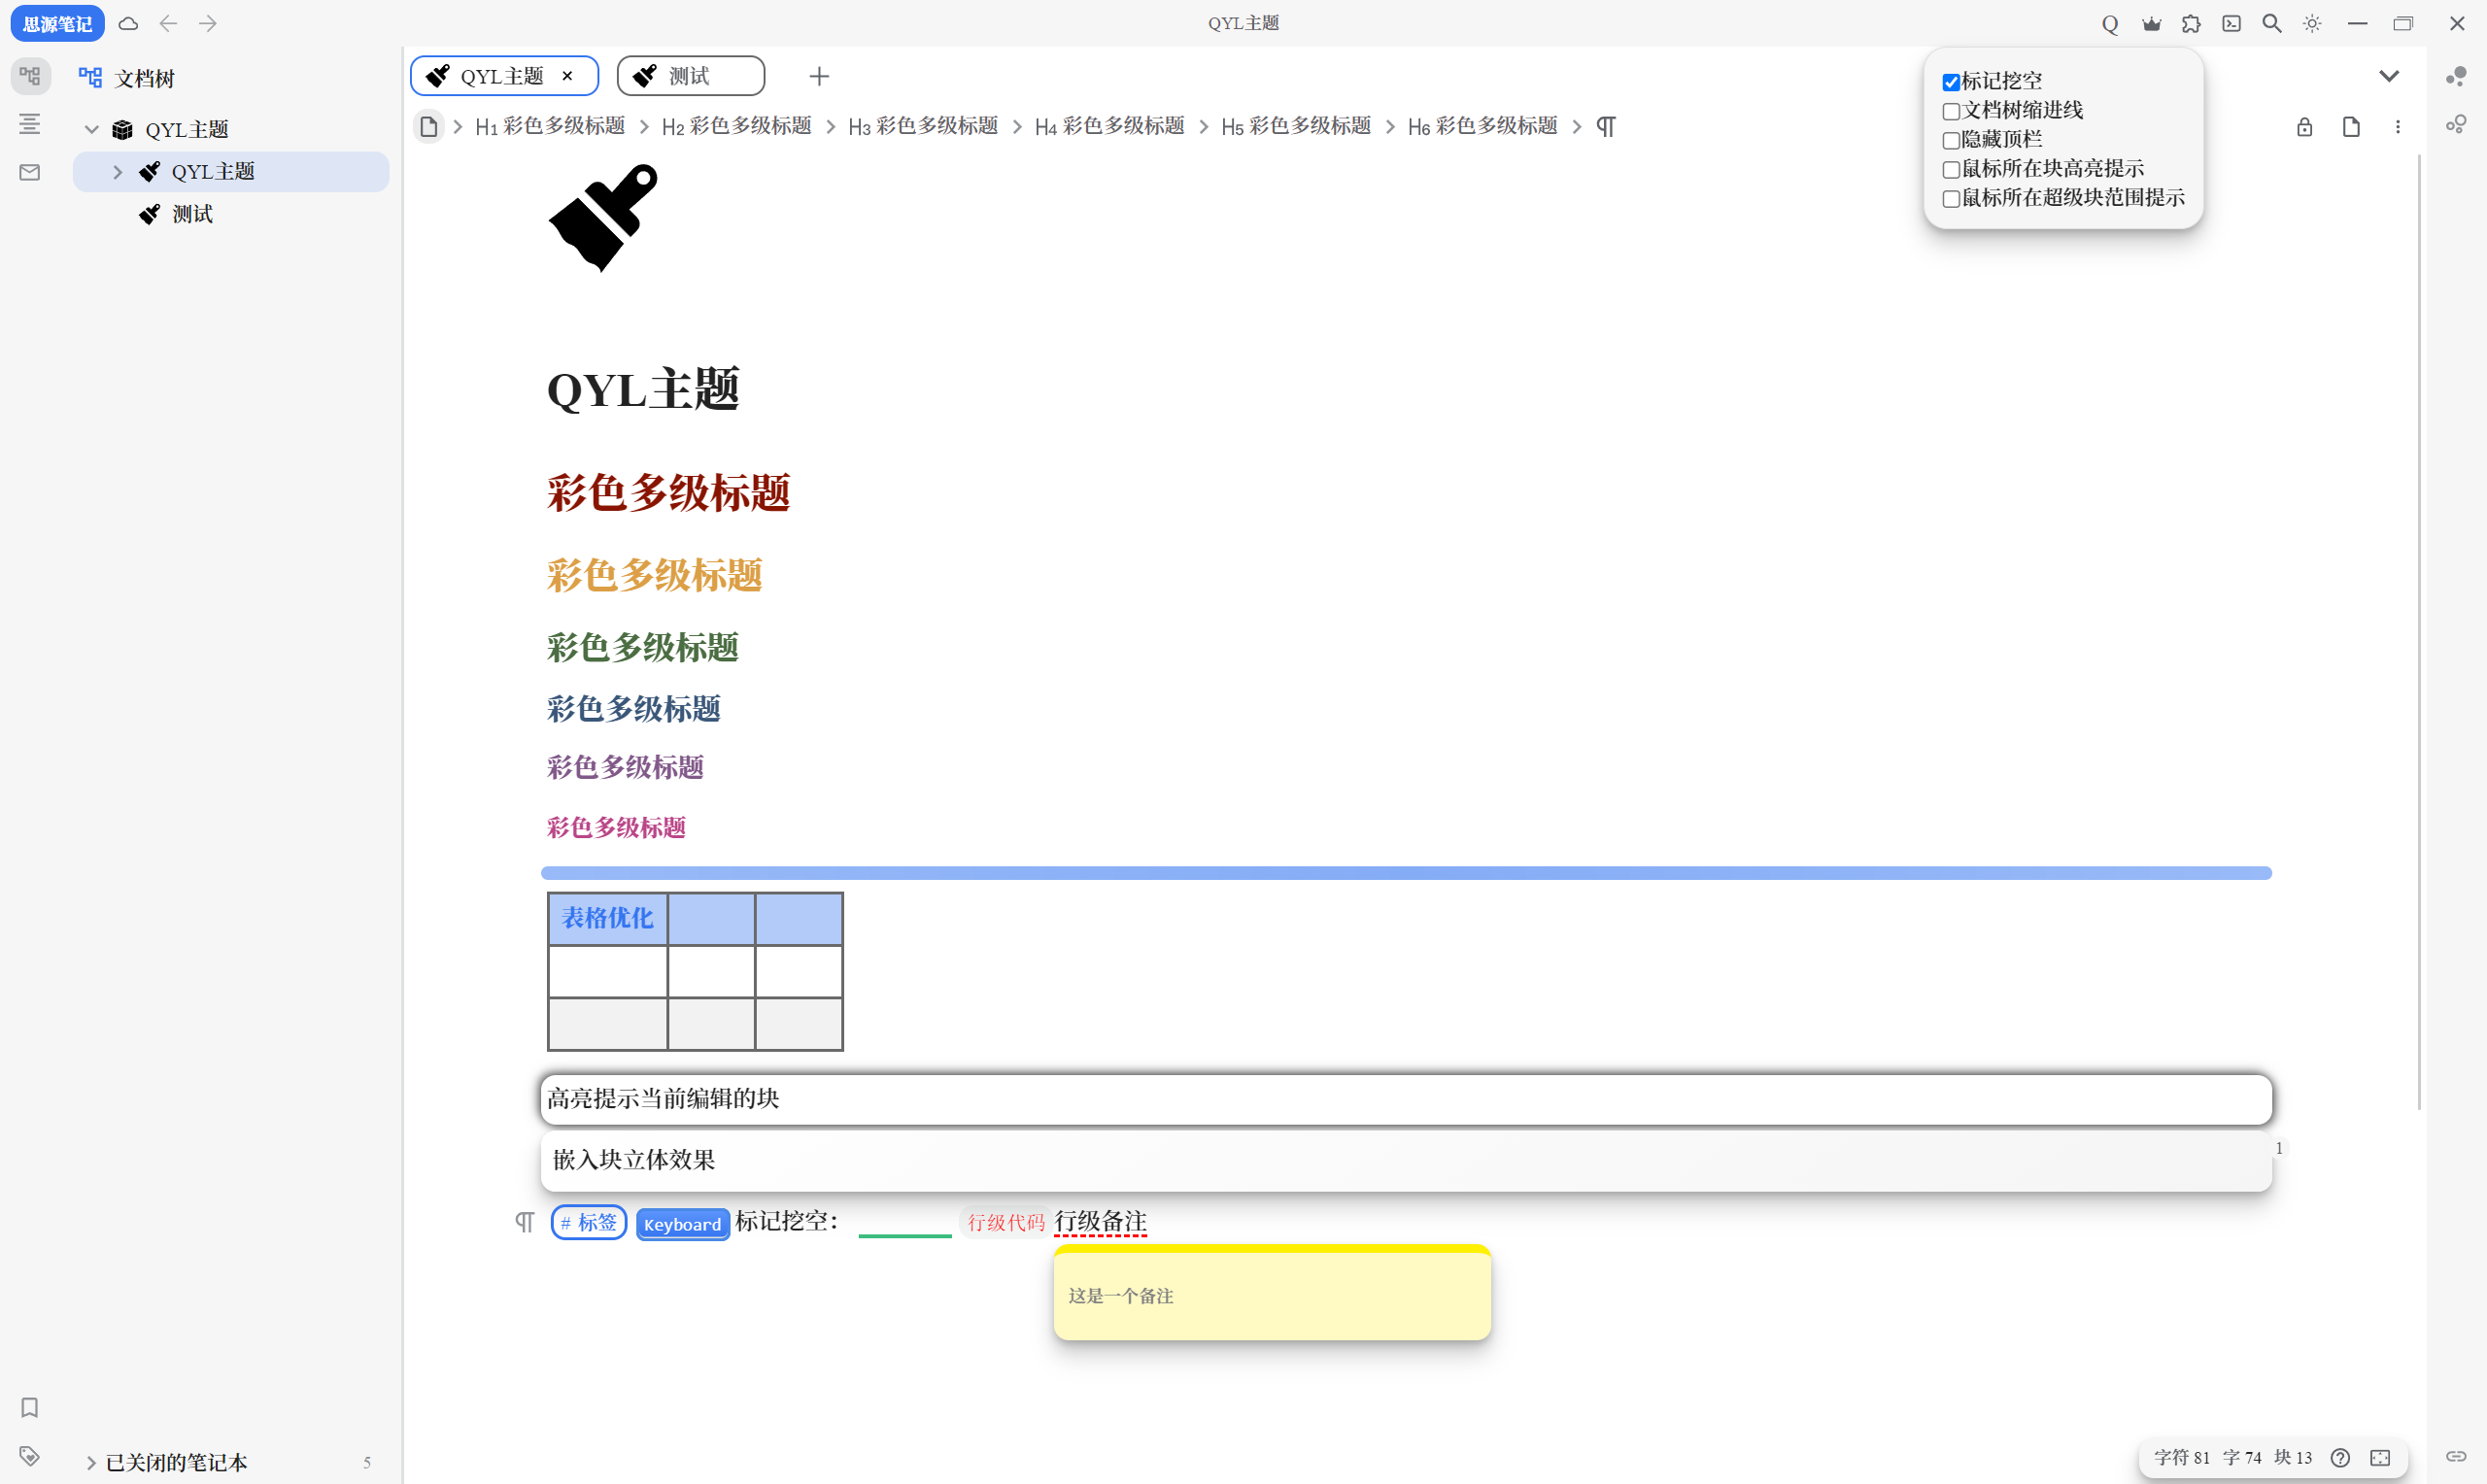 思源笔记
QYL主题
Q
文档树
QYL主题
QYL主题
测试
已关闭的笔记本 5
QYL主题
测试
H1 彩色多级标题 H2 彩色多级标题 H3 彩色多级标题 H4 彩色多级标题 H5 彩色多级标题 H6 彩色多级标题
标记挖空
文档树缩进线
隐藏顶栏
鼠标所在块高亮提示
鼠标所在超级块范围提示
QYL主题
彩色多级标题
彩色多级标题
彩色多级标题
彩色多级标题
彩色多级标题
彩色多级标题
表格优化
高亮提示当前编辑的块
嵌入块立体效果
1
# 标签 Keyboard 标记挖空： 行级代码 行级备注
这是一个备注
字符 81 字 74 块 13